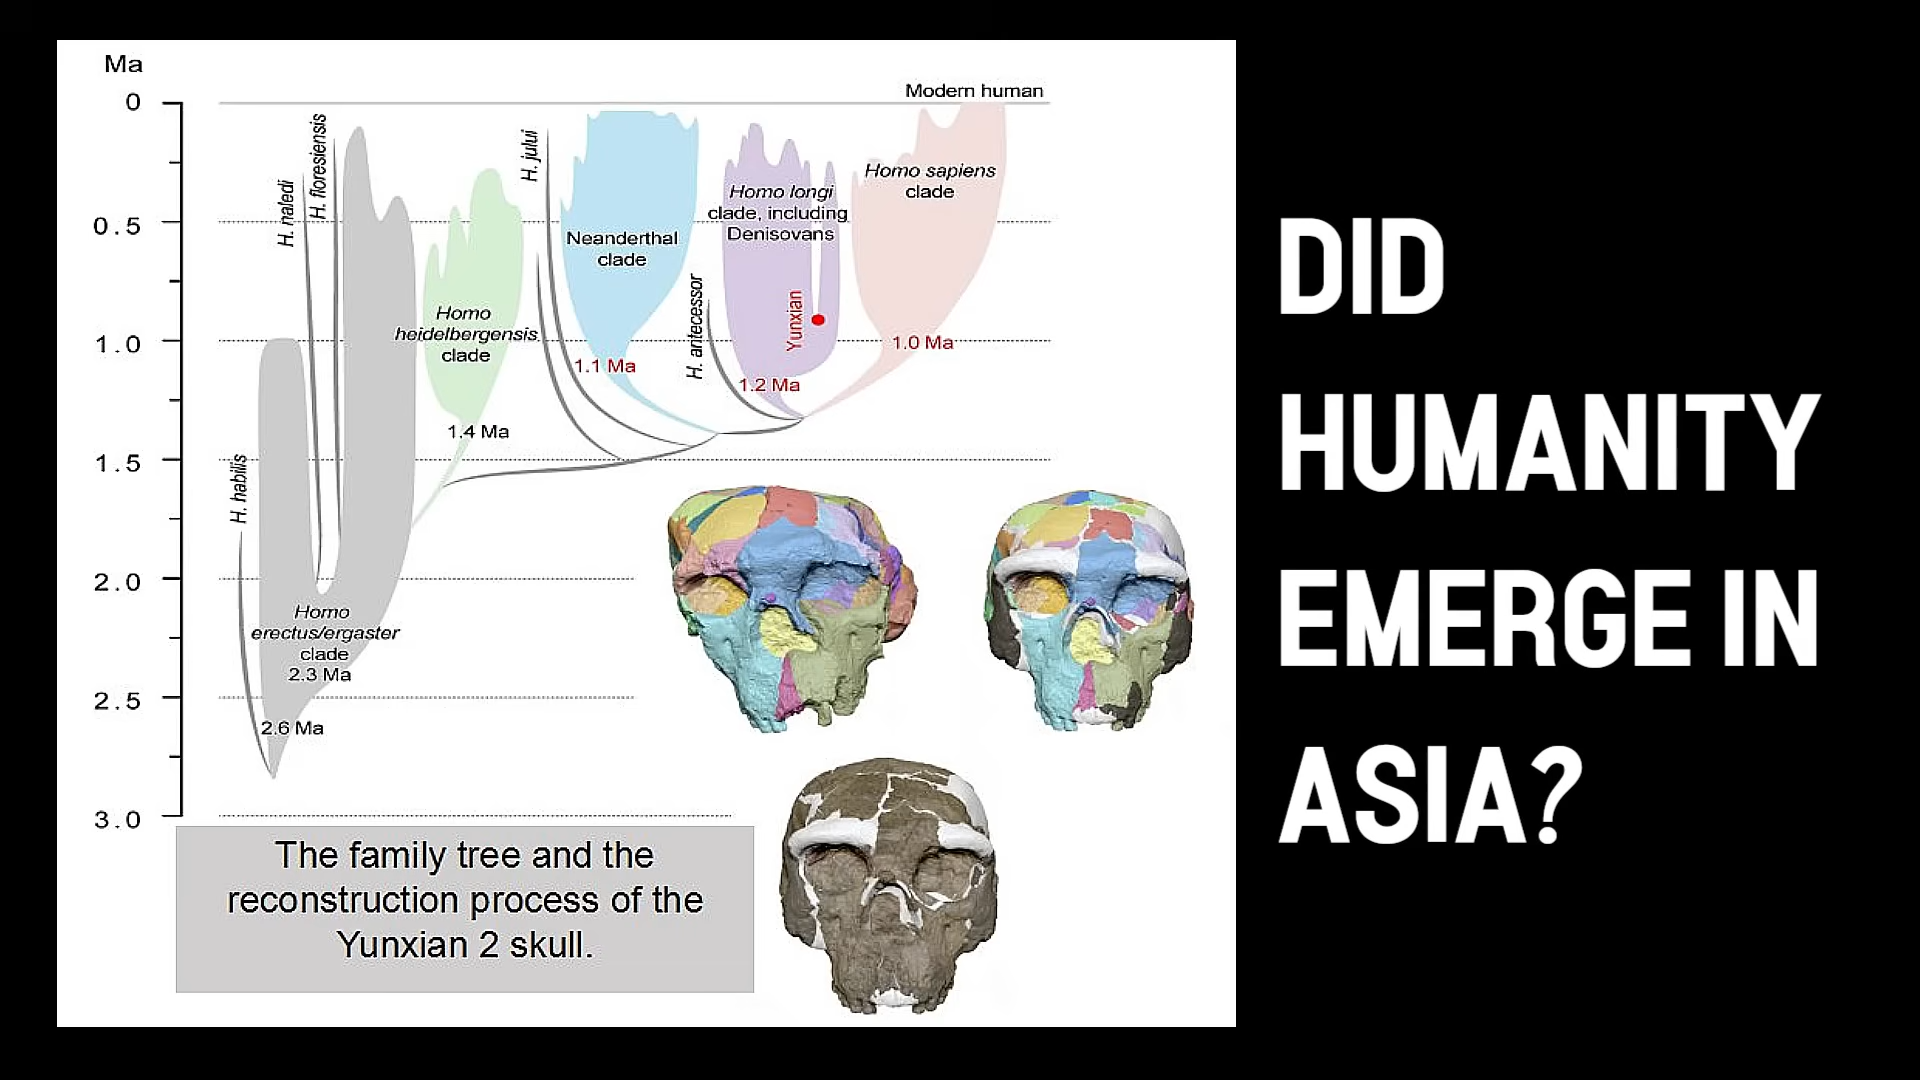 Ma
0
0.5
1.0
1.5
2.0
2.5
3.0
Modern human
H. habilis
H. naledi
H. floresiensis
Homo
erectus/ergaster
clade
2.3 Ma
2.6 Ma
Homo
heidelbergensis
clade
1.4 Ma
H. jului
Neanderthal
clade
1.1 Ma
H. antecessor
Homo longi
clade, including
Denisovans
Yunxian
1.2 Ma
Homo sapiens
clade
1.0 Ma
The family tree and the
reconstruction process of the
Yunxian 2 skull.
DID
HUMANITY
EMERGE IN
ASIA?